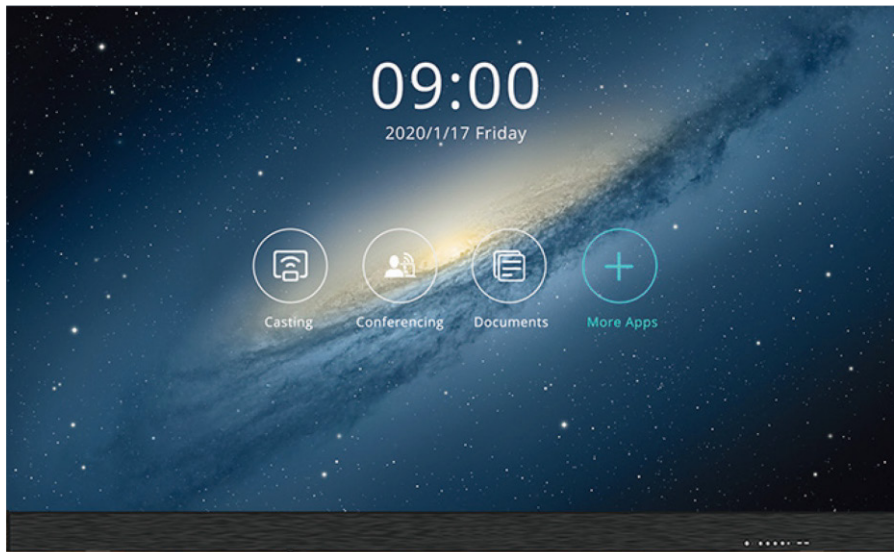 09:00
2020/1/17 Friday
Casting
Conferencing
Documents
More Apps